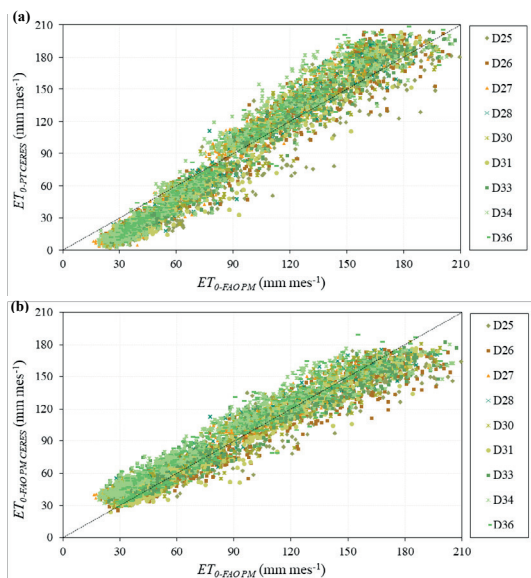 (a)
210
180
150
120
90
60
30
0
ET0-PT CERES (mm mes-1)
0 30 60 90 120 150 180 210
ET0-FAO PM (mm mes-1)
D25
D26
D27
D28
D30
D31
D33
D34
D36
(b)
210
180
150
120
90
60
30
0
ET0-FAO PM CERES (mm mes-1)
0 30 60 90 120 150 180 210
ET0-FAO PM (mm mes-1)
D25
D26
D27
D28
D30
D31
D33
D34
D36